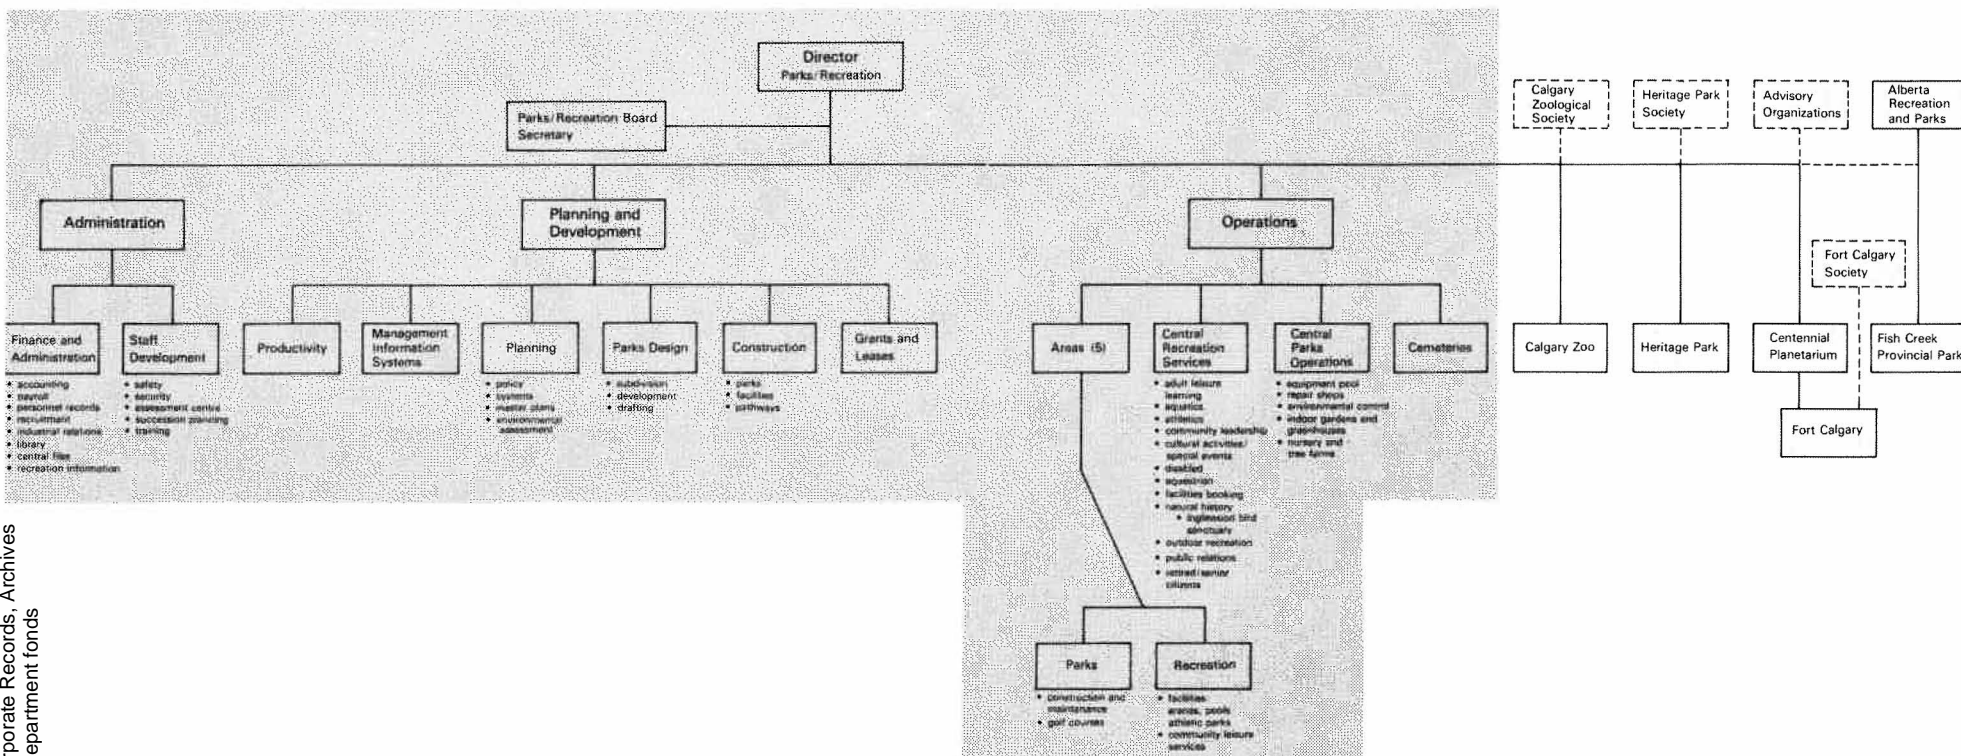 Director
Parks/Recreation
Parks/Recreation Board
Secretary
Calgary
Zoological
Society
Heritage Park
Society
Advisory
Organizations
Alberta
Recreation
and Parks
Administration
Planning and
Development
Operations
Fort Calgary
Society
Finance and
Administration
Staff
Development
Productivity
Management
Information
Systems
Planning
Parks Design
Construction
Grants and
Leases
Areas (5)
Central
Recreation
Services
Central
Parks
Operations
Cemeteries
Calgary Zoo
Heritage Park
Centennial
Planetarium
Fish Creek
Provincial Park
Fort Calgary
• accounting
• payroll
• personnel records
• recruitment
• industrial relations
• library
• central files
• recreation information
• safety
• security
• assessment centre
• succession planning
• training
• policy
• systems
• master plans
• environmental
assessment
• subdivision
• development
• drafting
• parks
• facilities
• pathways
• adult leisure
learning
• aquatics
• athletics
• community leadership
• cultural activities/
special events
• disabled
• equestrian
• facilities booking
• natural history
• Inglewood bird
sanctuary
• outdoor recreation
• public relations
• retired/senior
citizens
• equipment pool
• repair shops
• environmental control
• indoor gardens and
greenhouses
• nursery and
tree farms
Parks
Recreation
• construction and
maintenance
• golf courses
• facilities
arenas, pools
athletic parks
• community leisure
services
rporate Records, Archives
epartment fonds